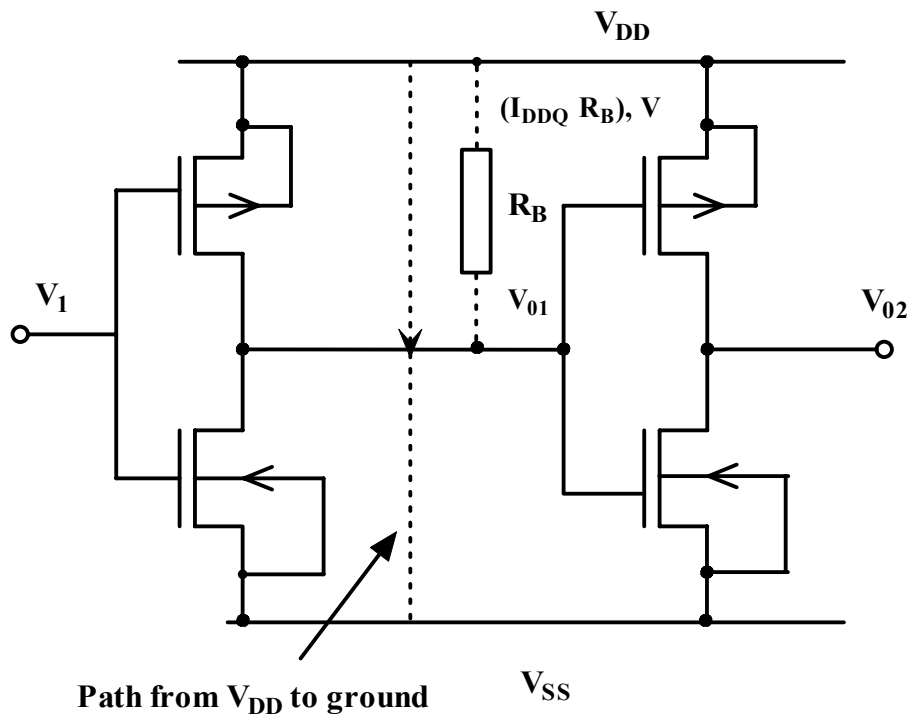 V_DD
(I_DDQ R_B), V
R_B
V_1
V_01
V_02
Path from V_DD to ground
V_SS